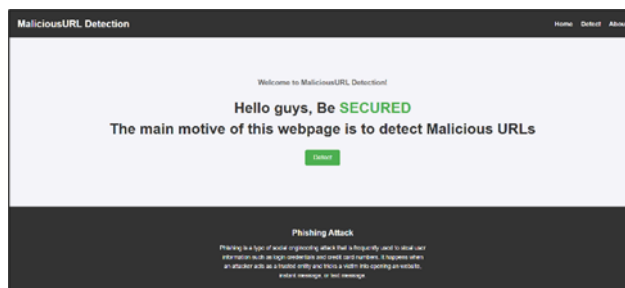 MaliciousURL Detection
Home Detect About
Welcome to MaliciousURL Detection!
Hello guys, Be SECURED
The main motive of this webpage is to detect Malicious URLs
Detect
Phishing Attack
Phishing is a type of social engineering attack that is frequently used to steal user
information such as login credentials and credit card numbers. It happens when
an attacker acts as a trusted entity and tricks a victim into opening an website,
instant message, or text message